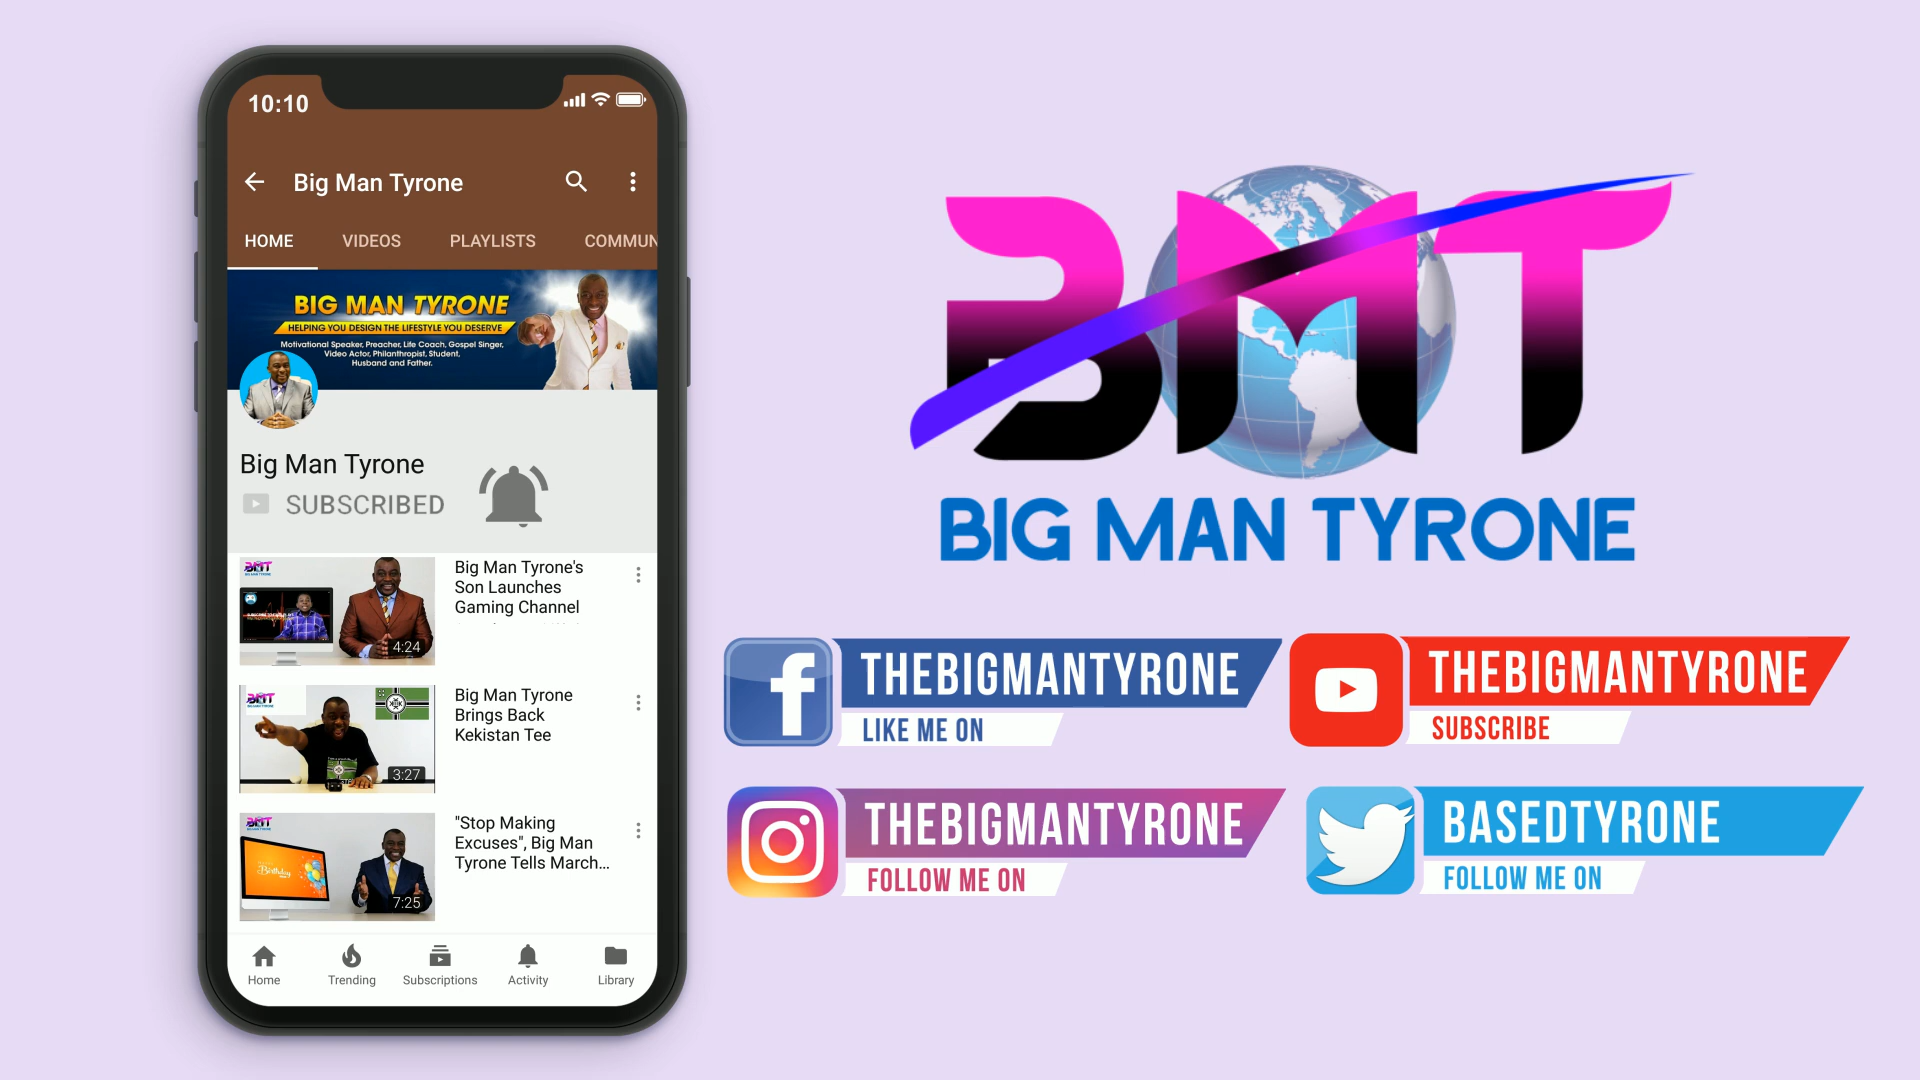 10:10
Big Man Tyrone
HOME VIDEOS PLAYLISTS COMMUN
BIG MAN TYRONE
HELPING YOU DESIGN THE LIFESTYLE YOU DESERVE
Motivational Speaker, Preacher, Life Coach, Gospel Singer,
Video Actor, Philanthropist, Student,
Husband and Father.
Big Man Tyrone
SUBSCRIBED
BMT
Big Man Tyrone's
Son Launches
Gaming Channel
4:24
BMT
Big Man Tyrone
Brings Back
Kekistan Tee
3:27
BMT
Birthday
"Stop Making
Excuses", Big Man
Tyrone Tells March...
7:25
Home Trending Subscriptions Activity Library
BMT
BIG MAN TYRONE
THEBIGMANTYRONE
LIKE ME ON
THEBIGMANTYRONE
SUBSCRIBE
THEBIGMANTYRONE
FOLLOW ME ON
BASEDTYRONE
FOLLOW ME ON